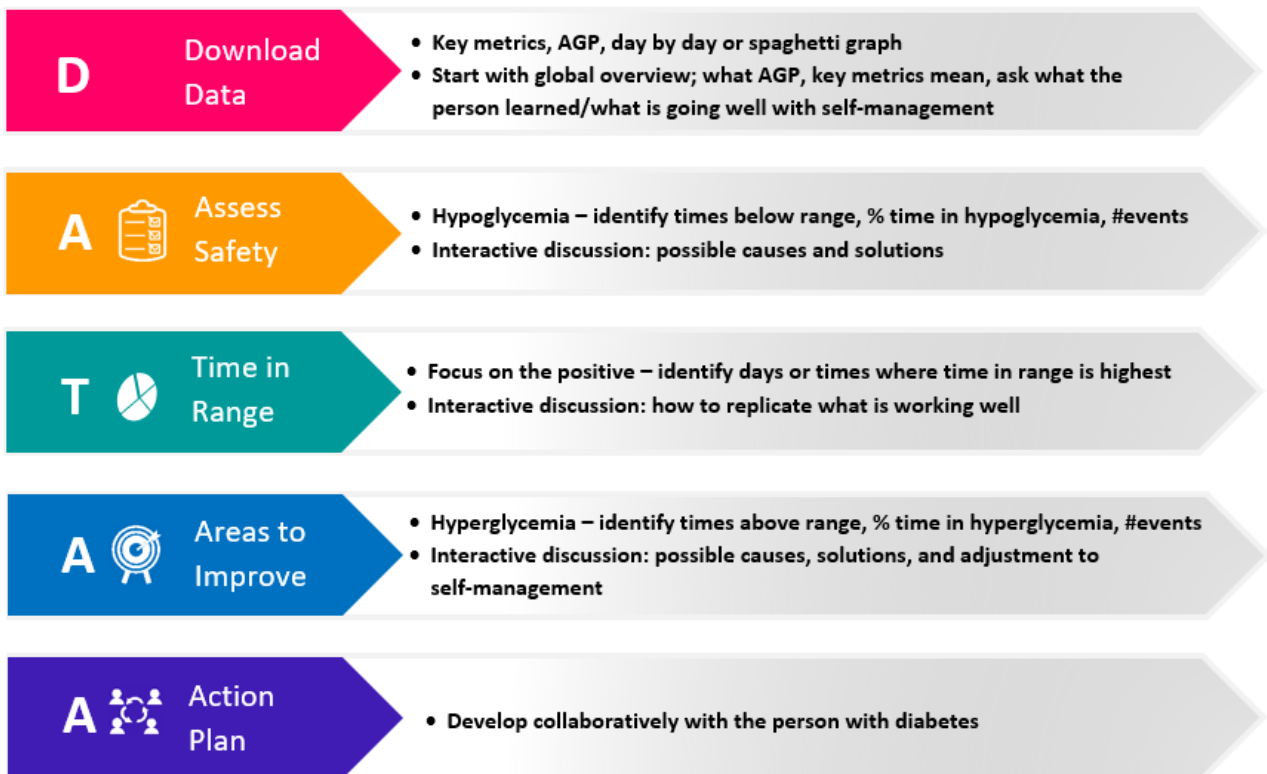 D
Download
Data
• Key metrics, AGP, day by day or spaghetti graph
• Start with global overview; what AGP, key metrics mean, ask what the
person learned/what is going well with self-management
A
Assess
Safety
• Hypoglycemia – identify times below range, % time in hypoglycemia, #events
• Interactive discussion: possible causes and solutions
T
Time in
Range
• Focus on the positive – identify days or times where time in range is highest
• Interactive discussion: how to replicate what is working well
A
Areas to
Improve
• Hyperglycemia – identify times above range, % time in hyperglycemia, #events
• Interactive discussion: possible causes, solutions, and adjustment to
self-management
A
Action
Plan
• Develop collaboratively with the person with diabetes